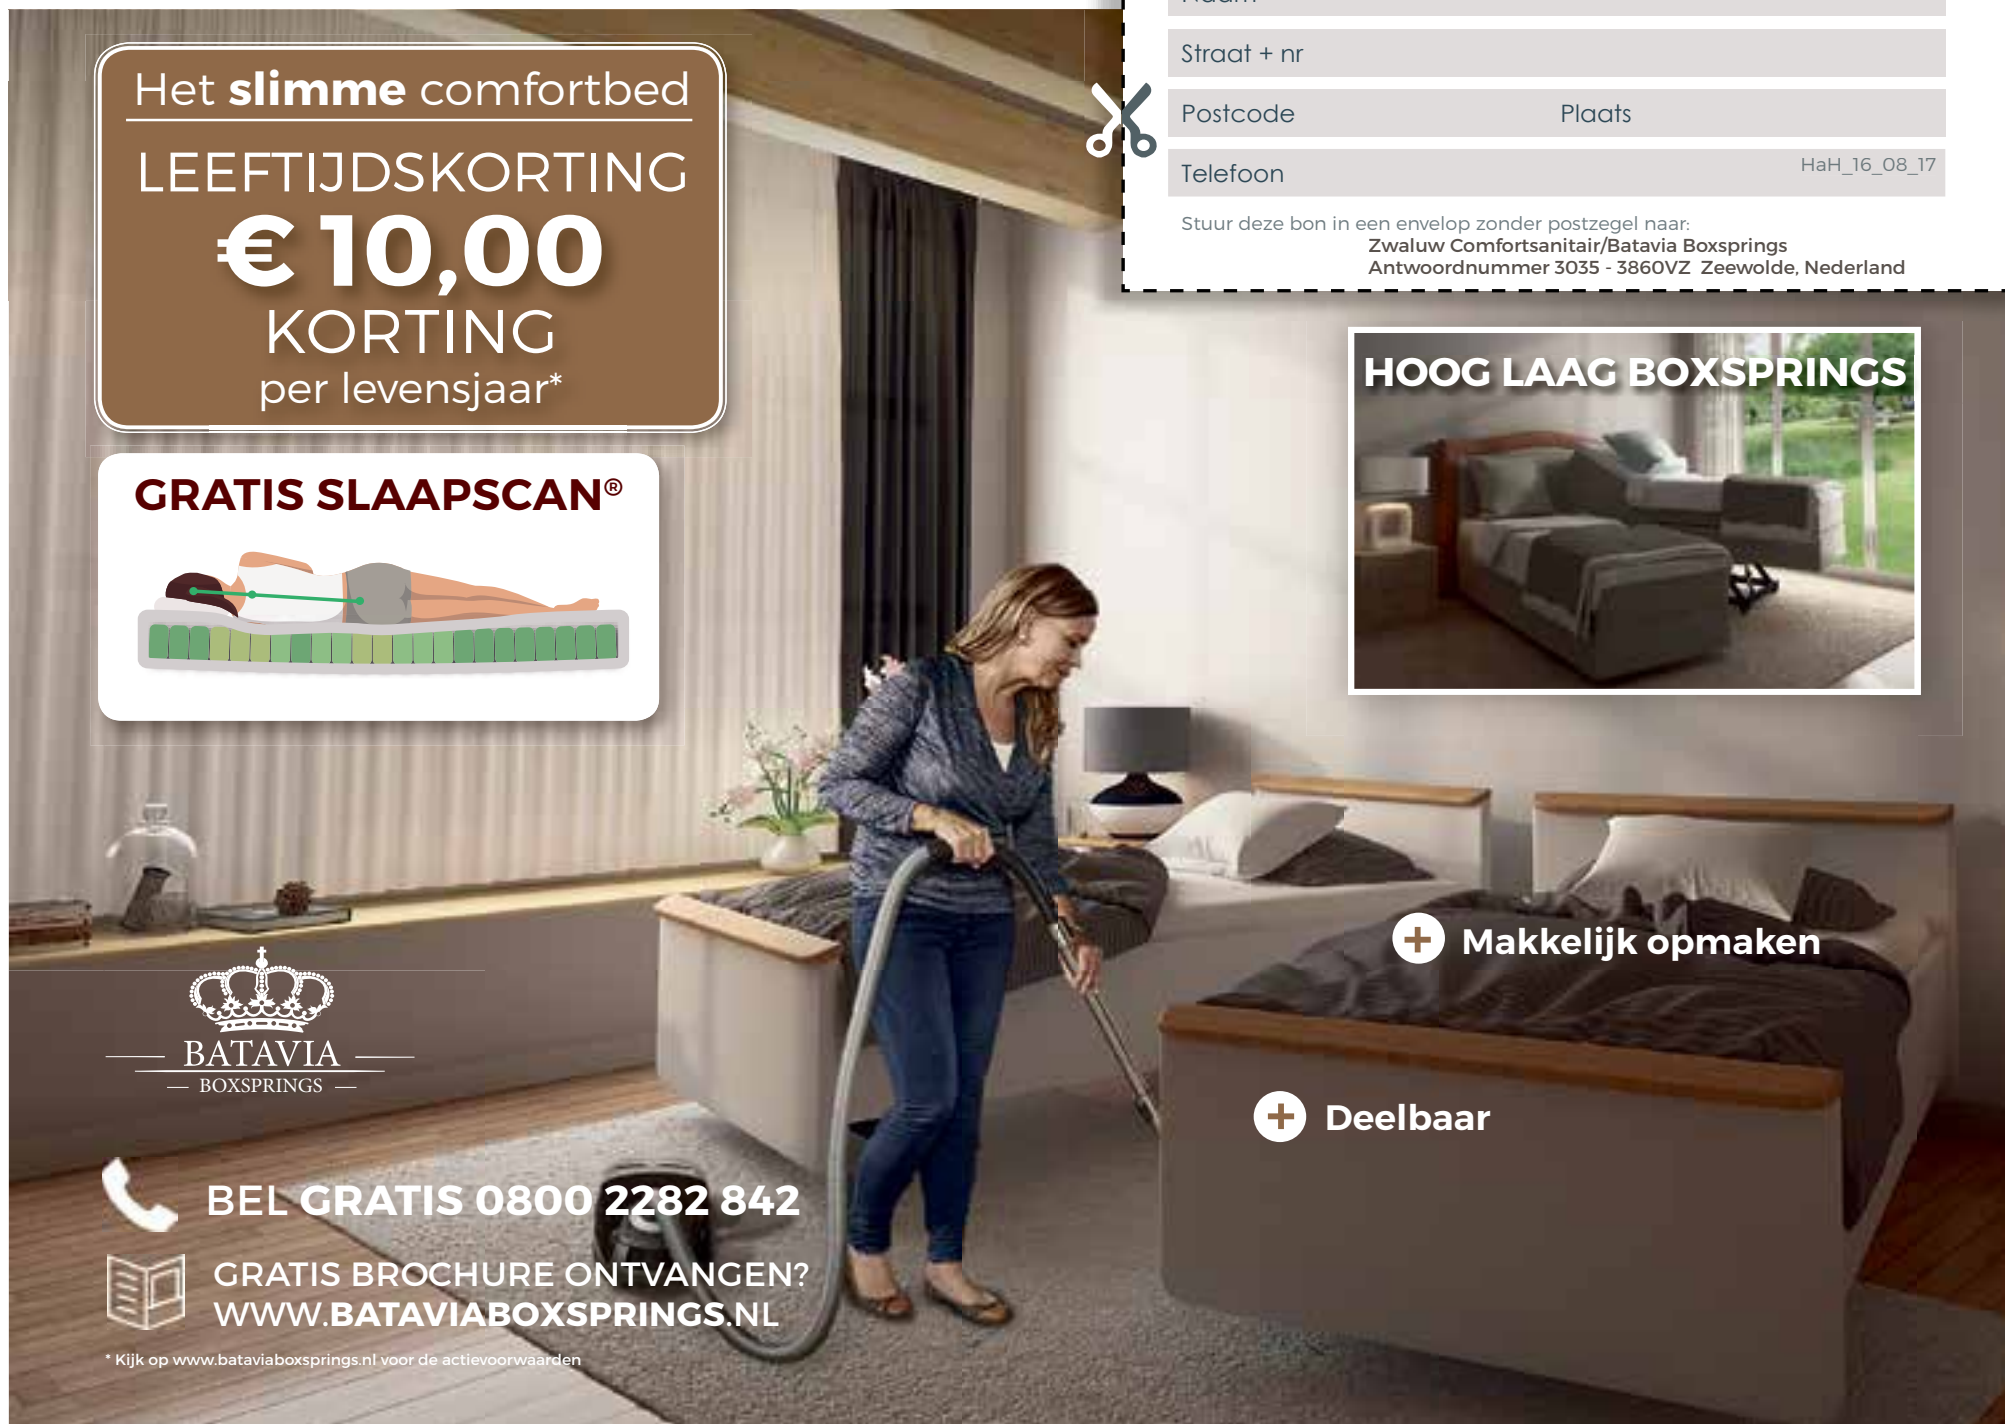 Het slimme comfortbed
LEEFTIJDSKORTING
€ 10,00
KORTING
per levensjaar*
GRATIS SLAAPSCAN®
Straat + nr
Postcode Plaats
Telefoon
HaH_16_08_17
Stuur deze bon in een envelop zonder postzegel naar:
Zwaluw Comfortsanitair/Batavia Boxsprings
Antwoordnummer 3035 - 3860VZ Zeewolde, Nederland
HOOG LAAG BOXSPRINGS
Makkelijk opmaken
Deelbaar
BATAVIA
BOXSPRINGS
BEL GRATIS 0800 2282 842
GRATIS BROCHURE ONTVANGEN?
WWW.BATAVIABOXSPRINGS.NL
* Kijk op www.bataviaboxsprings.nl voor de actievoorwaarden